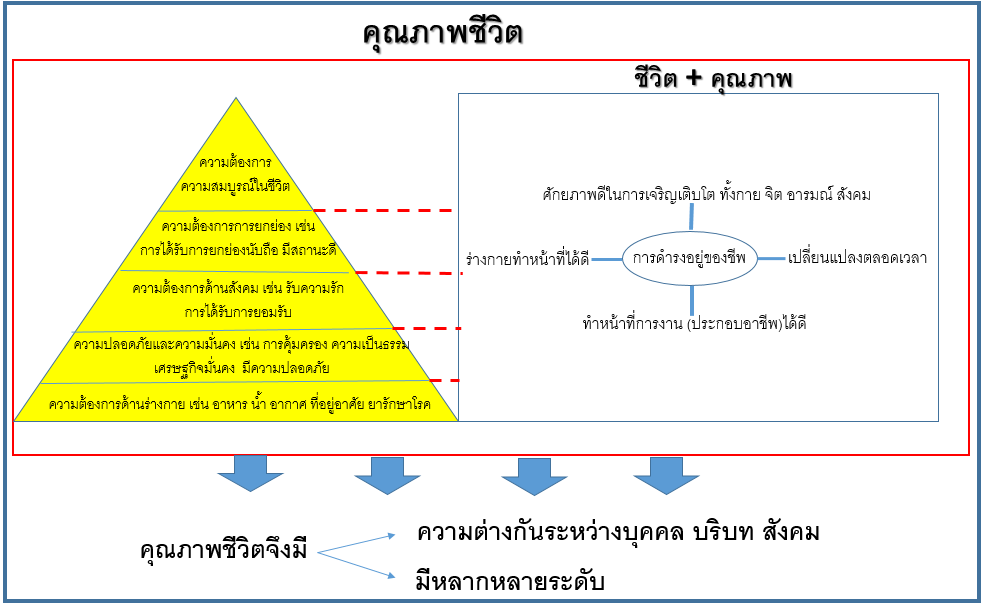 คุณภาพชีวิต
ชีวิต + คุณภาพ
ความต้องการ
ความสมบูรณ์ในชีวิต
ความต้องการการยกย่อง เช่น
การได้รับการยกย่องนับถือ มีสถานะดี
ความต้องการด้านสังคม เช่น รับความรัก
การได้รับการยอมรับ
ความปลอดภัยและความมั่นคง เช่น การคุ้มครอง ความเป็นธรรม
เศรษฐกิจมั่นคง มีความปลอดภัย
ความต้องการด้านร่างกาย เช่น อาหาร น้ำ อากาศ ที่อยู่อาศัย ยารักษาโรค
ศักยภาพดีในการเจริญเติบโต ทั้งกาย จิต อารมณ์ สังคม
ร่างกายทำหน้าที่ได้ดี
การดำรงอยู่ของชีพ
เปลี่ยนแปลงตลอดเวลา
ทำหน้าที่การงาน (ประกอบอาชีพ)ได้ดี
คุณภาพชีวิตจึงมี
ความต่างกันระหว่างบุคคล บริบท สังคม
มีหลากหลายระดับ